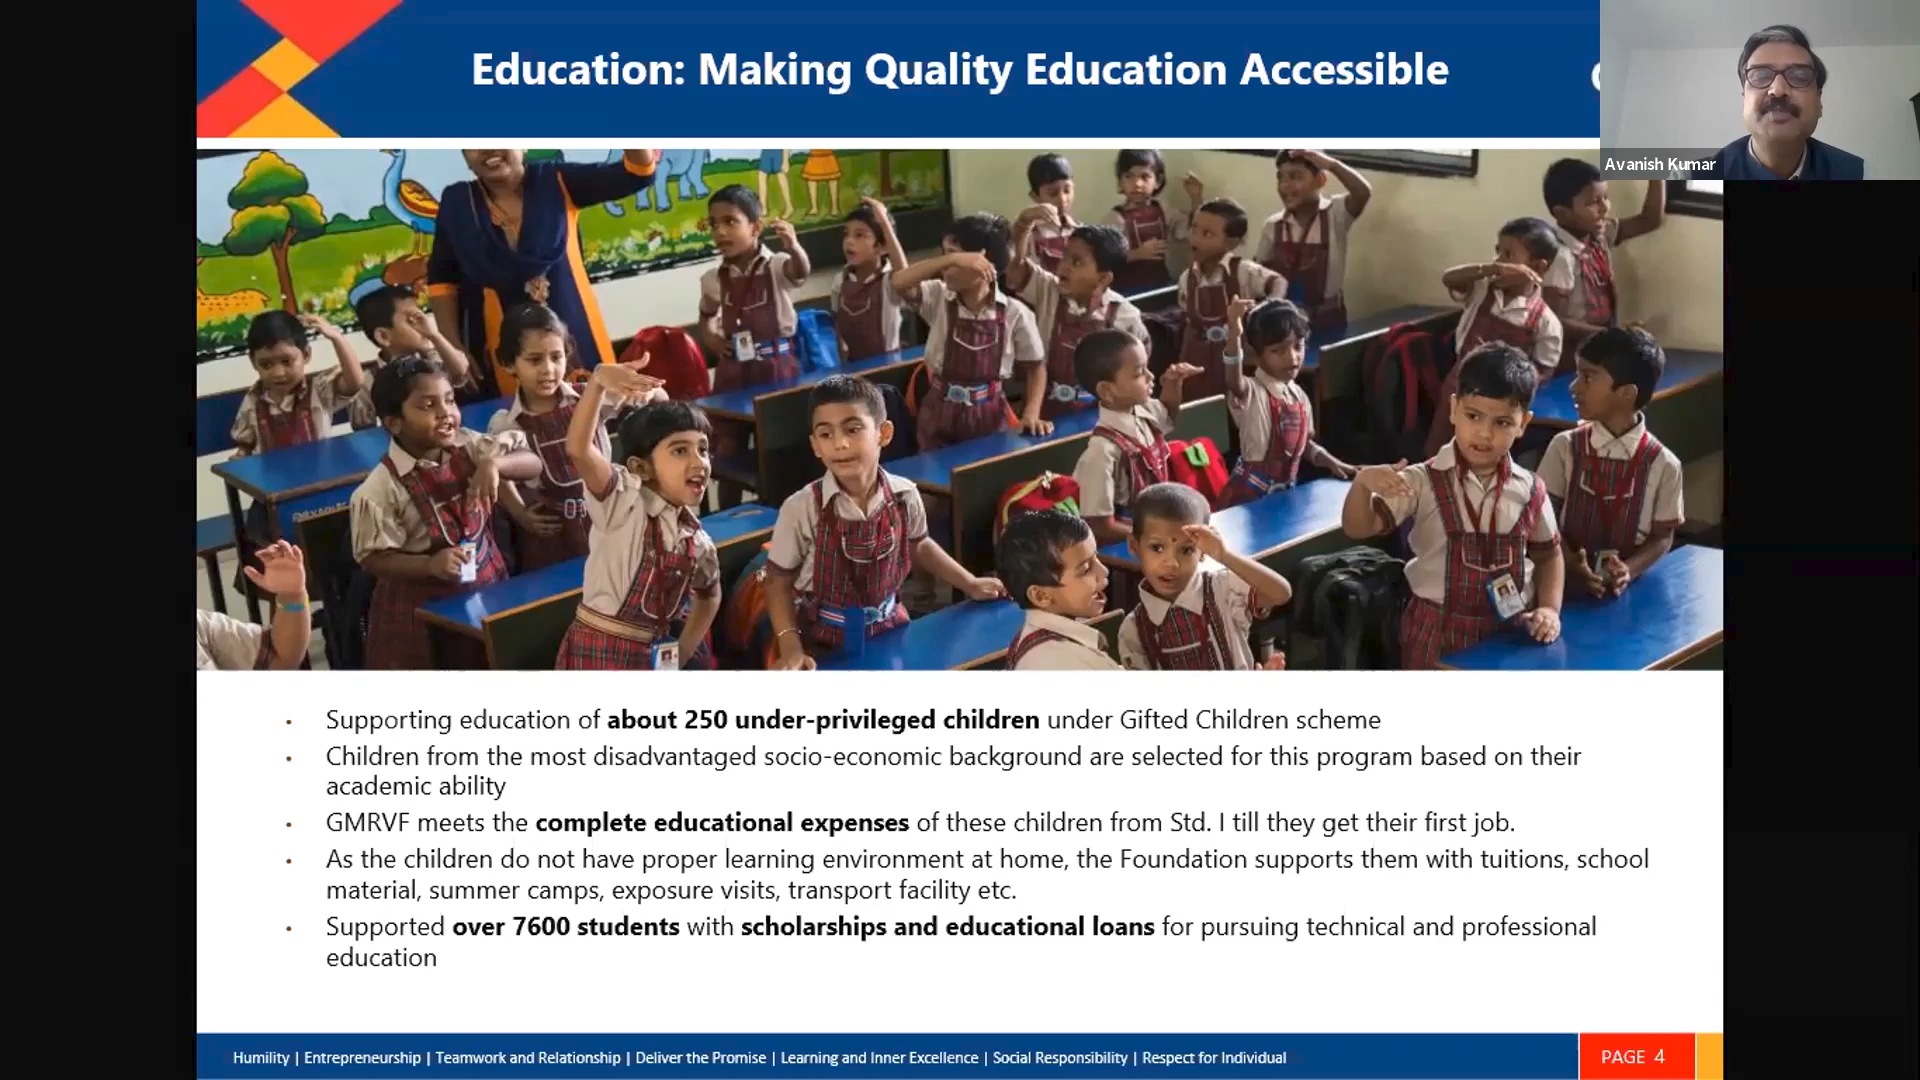 Education: Making Quality Education Accessible
Avanish Kumar
• Supporting education of about 250 under-privileged children under Gifted Children scheme
• Children from the most disadvantaged socio-economic background are selected for this program based on their
academic ability
• GMRVF meets the complete educational expenses of these children from Std. I till they get their first job.
• As the children do not have proper learning environment at home, the Foundation supports them with tuitions, school
material, summer camps, exposure visits, transport facility etc.
• Supported over 7600 students with scholarships and educational loans for pursuing technical and professional
education
Humility | Entrepreneurship | Teamwork and Relationship | Deliver the Promise | Learning and Inner Excellence | Social Responsibility | Respect for Individual
PAGE 4